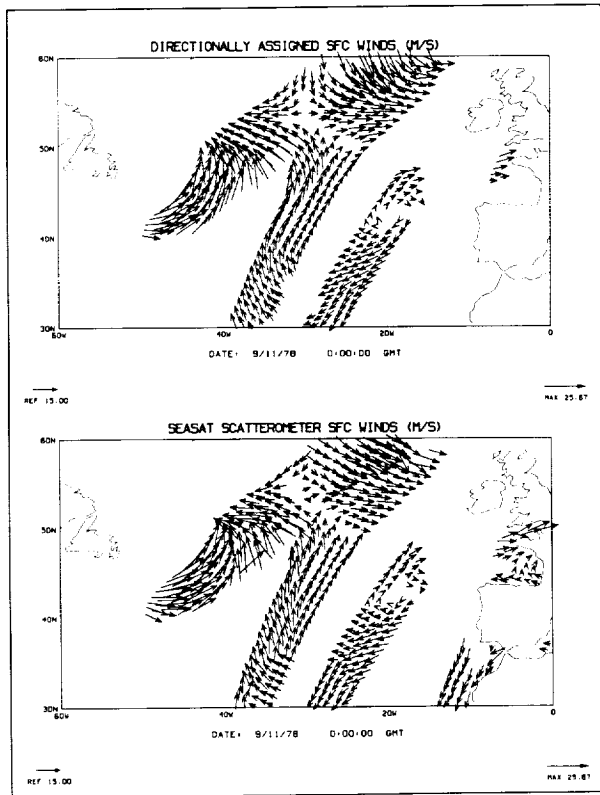 DIRECTIONALLY ASSIGNED SFC WINDS (M/S)
60N
50N
40N
30N
60W 40W 20W 0
DATE: 9/11/78 0:00:00 GMT
REF 15.00 MAX 25.67
SEASAT SCATTEROMETER SFC WINDS (M/S)
60N
50N
40N
30N
60W 40W 20W 0
DATE: 9/11/78 0:00:00 GMT
REF 15.00 MAX 25.67